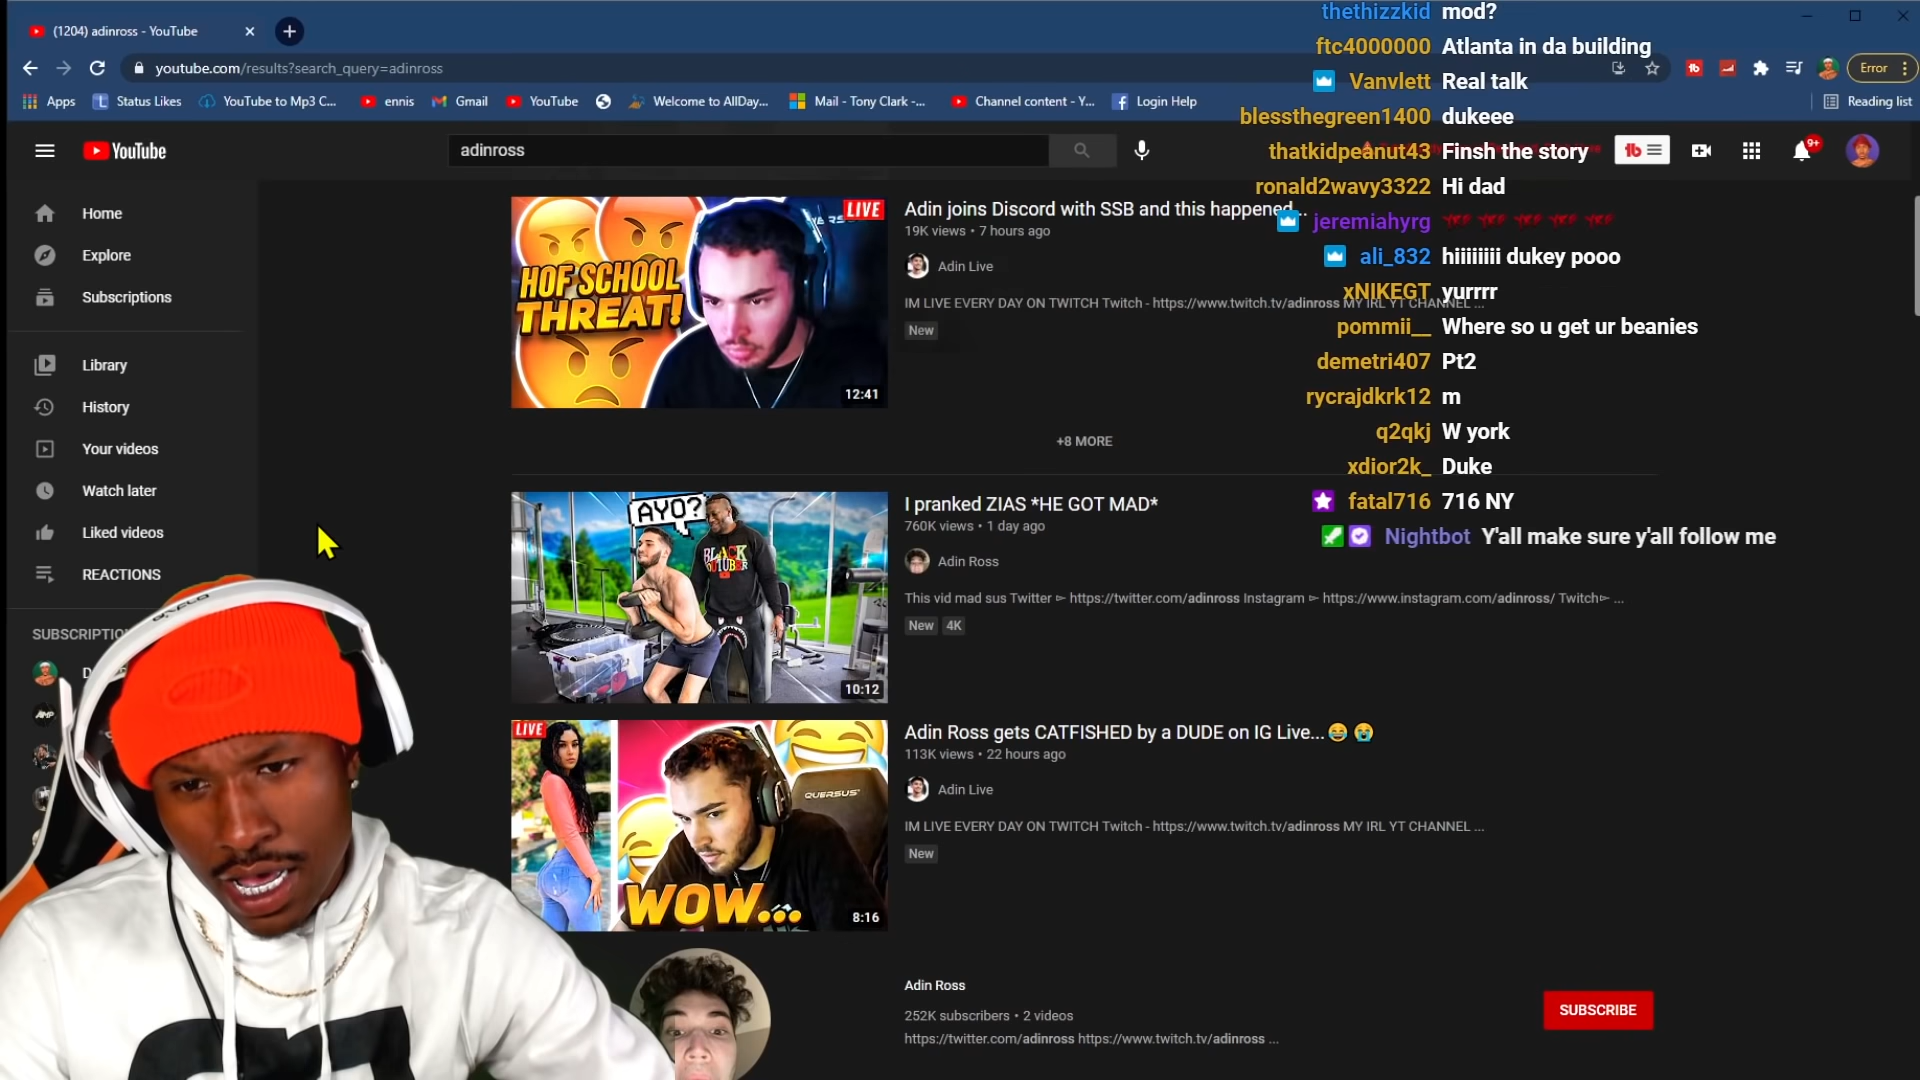 (1204) adinross - YouTube
youtube.com/results?search_query=adinross
Error
Apps
Status Likes
YouTube to Mp3 C...
ennis
Gmail
YouTube
Welcome to AllDay...
Mail - Tony Clark -...
Channel content - Y...
Login Help
Reading list
YouTube
adinross
9+
Home
Explore
Subscriptions
Library
History
Your videos
Watch later
Liked videos
REACTIONS
SUBSCRIPTIO
D
AMP
HOF SCHOOL
THREAT!
LIVE
12:41
Adin joins Discord with SSB and this happened...
19K views • 7 hours ago
Adin Live
IM LIVE EVERY DAY ON TWITCH Twitch - https://www.twitch.tv/adinross MY IRL YT CHANNEL ...
New
+8 MORE
AYO?
BLACK
YOUTUBER
10:12
I pranked ZIAS *HE GOT MAD*
760K views • 1 day ago
Adin Ross
This vid mad sus Twitter ► https://twitter.com/adinross Instagram ► https://www.instagram.com/adinross/ Twitch► ...
New
4K
LIVE
QUERSUS
WOW...
8:16
Adin Ross gets CATFISHED by a DUDE on IG Live...😂 😭
113K views • 22 hours ago
Adin Live
IM LIVE EVERY DAY ON TWITCH Twitch - https://www.twitch.tv/adinross MY IRL YT CHANNEL ...
New
Adin Ross
252K subscribers • 2 videos
https://twitter.com/adinross https://www.twitch.tv/adinross ...
SUBSCRIBE
thethizzkid mod?
ftc4000000 Atlanta in da building
Vanvlett Real talk
blessthegreen1400 dukeee
thatkidpeanut43 Finsh the story
ronald2wavy3322 Hi dad
jeremiahyrg
ali_832 hiiiiiiii dukey pooo
xNIKEGT yurrrr
pommii__ Where so u get ur beanies
demetri407 Pt2
rycrajdkrk12 m
q2qkj W york
xdior2k_ Duke
fatal716 716 NY
Nightbot Y'all make sure y'all follow me